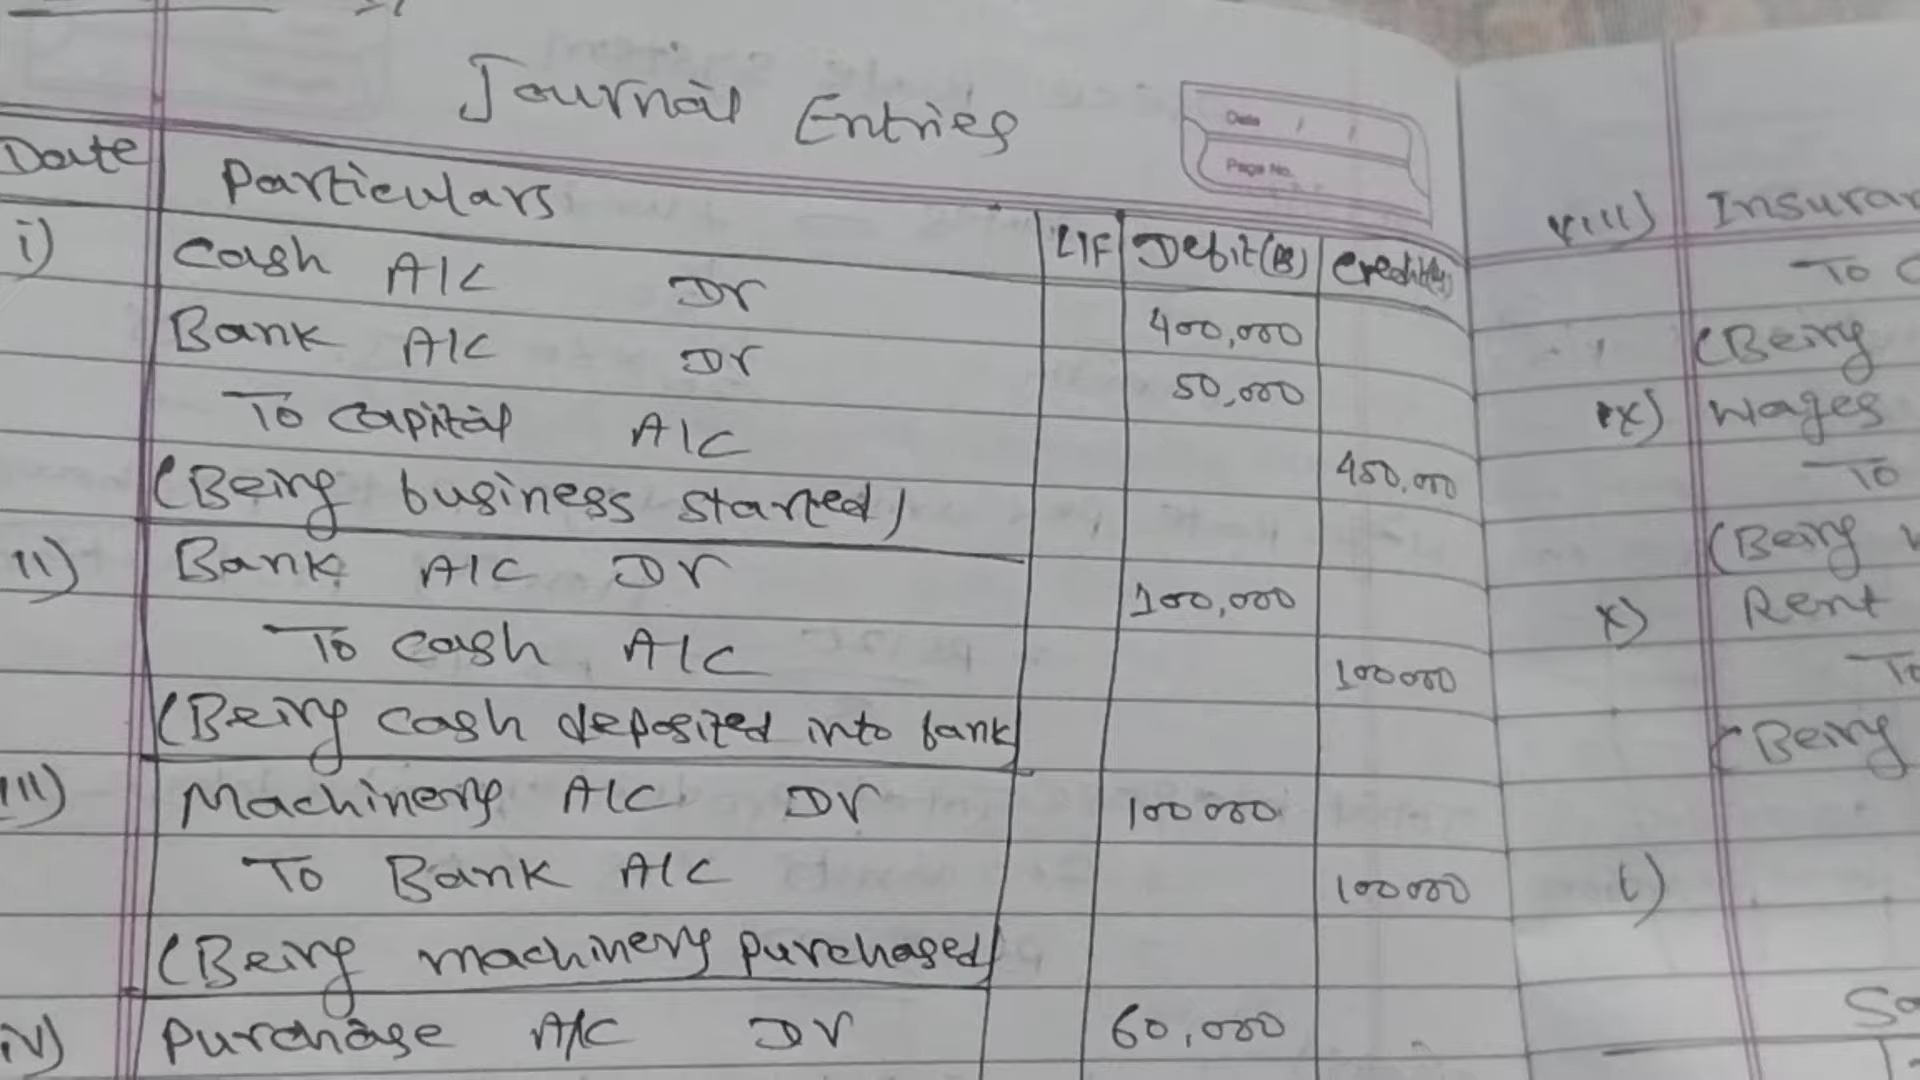 Journal Entries
Date / /
Page No.
Date Particulars L/F Debit(Rs) Credit(Rs)
i) Cash A/C Dr 400,000
Bank A/C Dr 50,000
To Capital A/C 450,000
(Being business started)
ii) Bank A/C Dr 100,000
To Cash A/C 100000
(Being cash deposited into bank)
iii) Machinery A/C Dr 100000
To Bank A/C 100000
(Being machinery purchased)
iv) Purchase A/C Dr 60,000
viii) Insuran
To C
(Being
ix) Wages
To
(Being w
x) Rent
To
(Being